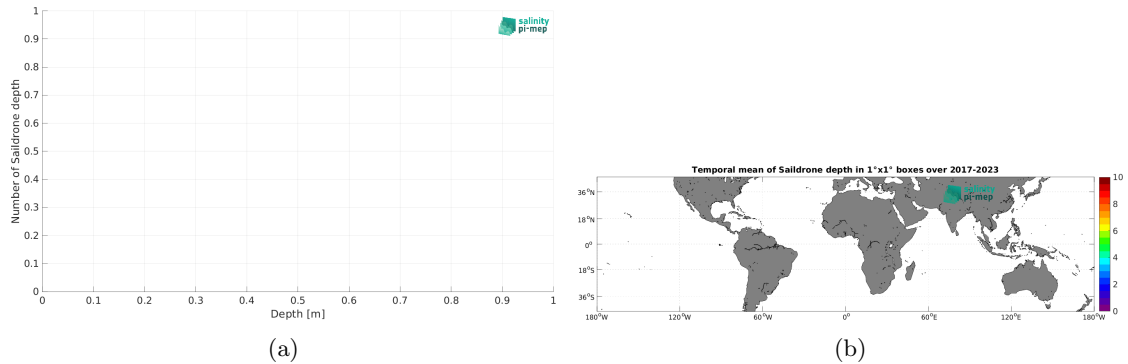 1
0.9
0.8
0.7
0.6
0.5
0.4
0.3
0.2
0.1
0
Number of Saildrone depth
salinity
pi-mep
0 0.1 0.2 0.3 0.4 0.5 0.6 0.7 0.8 0.9 1
Depth [m]
(a)
Temporal mean of Saildrone depth in 1°x1° boxes over 2017-2023
36°N
18°N
0°
18°S
36°S
salinity
pi-mep
180°W 120°W 60°W 0° 60°E 120°E 180°W
10
8
6
4
2
0
(b)